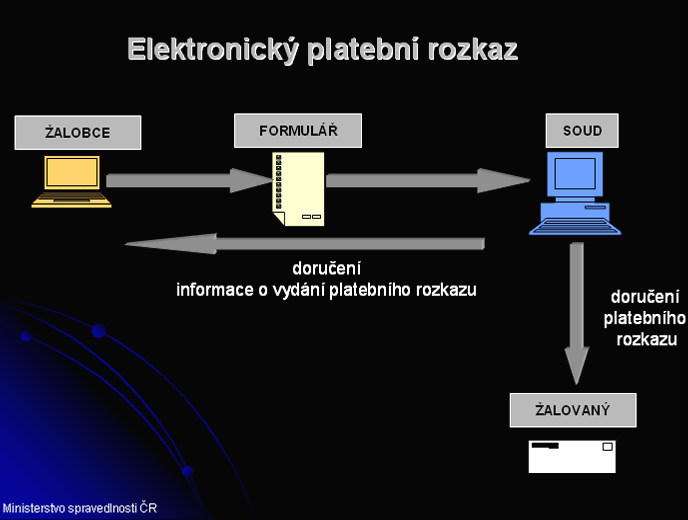 Elektronický platební rozkaz
ŽALOBCE
FORMULÁŘ
SOUD
doručení
informace o vydání platebního rozkazu
doručení
platebního
rozkazu
ŽALOVANÝ
Ministerstvo spravedlnosti ČR